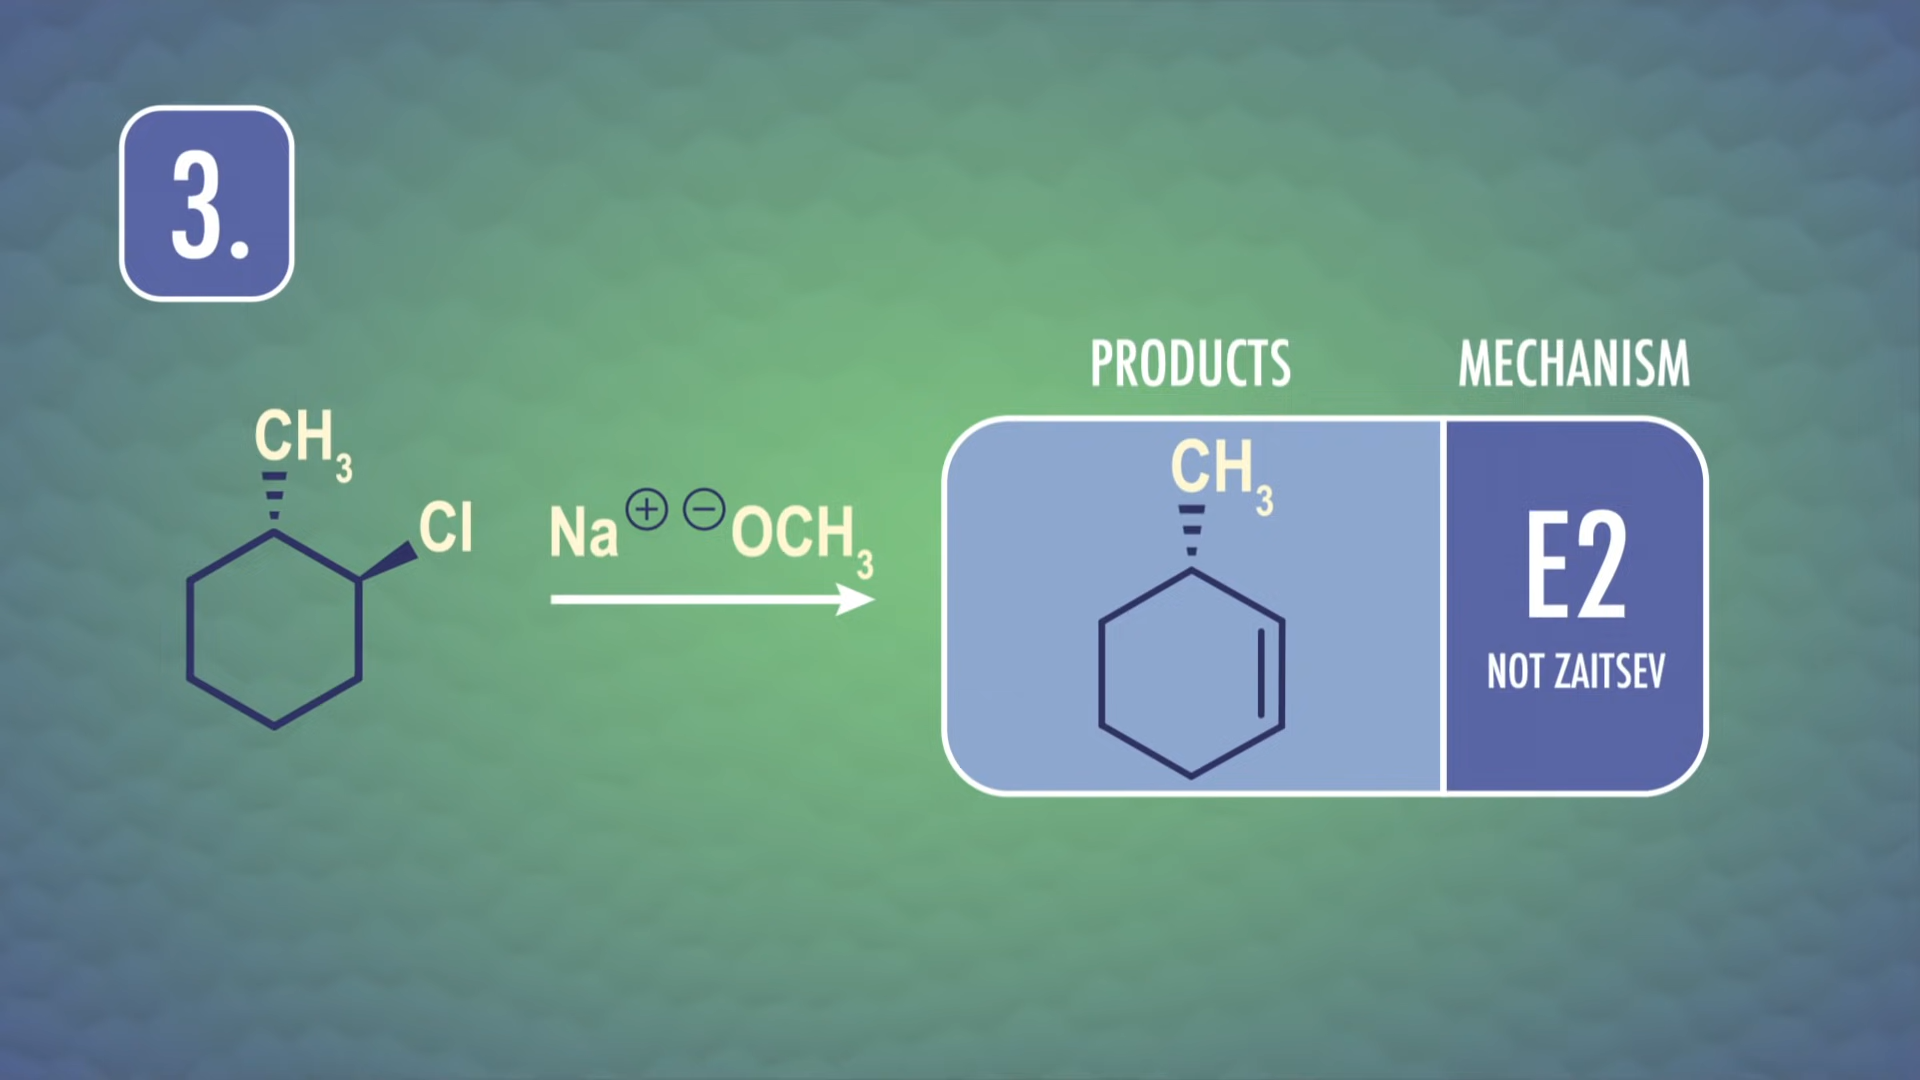 3.
CH₃
Cl
Na⊕ ⊖OCH₃
PRODUCTS
CH₃
MECHANISM
E2
NOT ZAITSEV